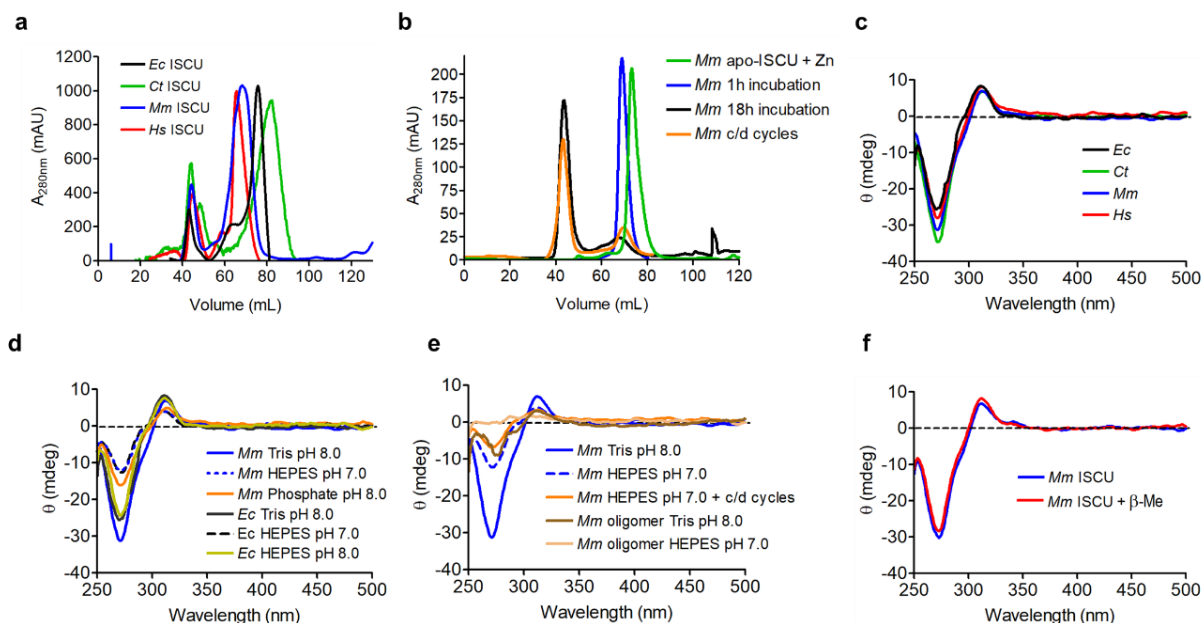 a
A280nm (mAU)
1200
1000
800
600
400
200
0
0 20 40 60 80 100 120
Volume (mL)
Ec ISCU
Ct ISCU
Mm ISCU
Hs ISCU
b
A280nm (mAU)
200
175
150
125
100
75
50
25
0
0 20 40 60 80 100 120
Volume (mL)
Mm apo-ISCU + Zn
Mm 1h incubation
Mm 18h incubation
Mm c/d cycles
c
θ (mdeg)
20
10
0
-10
-20
-30
-40
250 300 350 400 450 500
Wavelength (nm)
Ec
Ct
Mm
Hs
d
θ (mdeg)
10
0
-10
-20
-30
-40
250 300 350 400 450 500
Wavelength (nm)
Mm Tris pH 8.0
Mm HEPES pH 7.0
Mm Phosphate pH 8.0
Ec Tris pH 8.0
Ec HEPES pH 7.0
Ec HEPES pH 8.0
e
θ (mdeg)
10
0
-10
-20
-30
-40
250 300 350 400 450 500
Wavelength (nm)
Mm Tris pH 8.0
Mm HEPES pH 7.0
Mm HEPES pH 7.0 + c/d cycles
Mm oligomer Tris pH 8.0
Mm oligomer HEPES pH 7.0
f
θ (mdeg)
10
0
-10
-20
-30
-40
250 300 350 400 450 500
Wavelength (nm)
Mm ISCU
Mm ISCU + β-Me